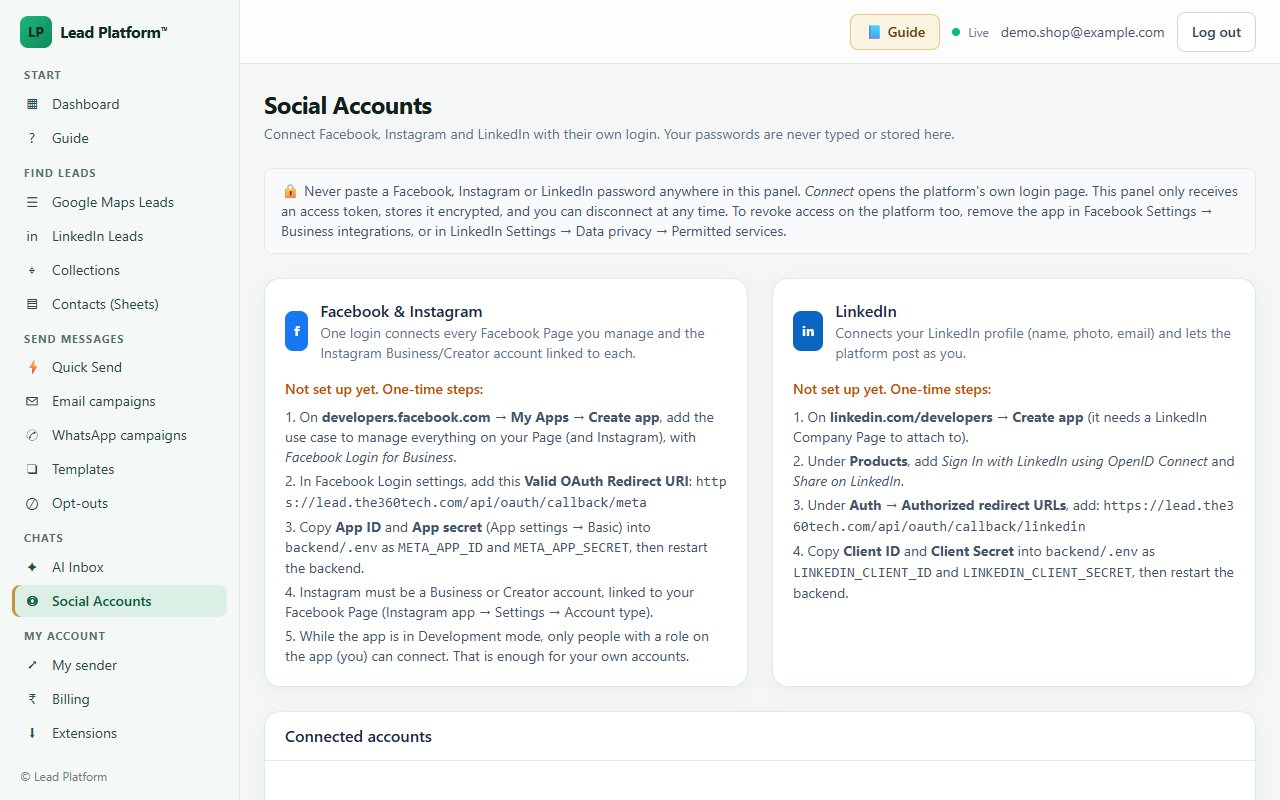 LP Lead Platform™
START
Dashboard
? Guide
FIND LEADS
Google Maps Leads
in LinkedIn Leads
Collections
Contacts (Sheets)
SEND MESSAGES
Quick Send
Email campaigns
WhatsApp campaigns
Templates
Opt-outs
CHATS
AI Inbox
Social Accounts
MY ACCOUNT
My sender
₹ Billing
Extensions
© Lead Platform
Guide
Live
demo.shop@example.com
Log out
Social Accounts
Connect Facebook, Instagram and LinkedIn with their own login. Your passwords are never typed or stored here.
Never paste a Facebook, Instagram or LinkedIn password anywhere in this panel. Connect opens the platform's own login page. This panel only receives
an access token, stores it encrypted, and you can disconnect at any time. To revoke access on the platform too, remove the app in Facebook Settings →
Business integrations, or in LinkedIn Settings → Data privacy → Permitted services.
f
Facebook & Instagram
One login connects every Facebook Page you manage and the
Instagram Business/Creator account linked to each.
Not set up yet. One-time steps:
1. On developers.facebook.com → My Apps → Create app, add the
use case to manage everything on your Page (and Instagram), with
Facebook Login for Business.
2. In Facebook Login settings, add this Valid OAuth Redirect URI: http
s://lead.the360tech.com/api/oauth/callback/meta
3. Copy App ID and App secret (App settings → Basic) into
backend/.env as META_APP_ID and META_APP_SECRET, then restart
the backend.
4. Instagram must be a Business or Creator account, linked to your
Facebook Page (Instagram app → Settings → Account type).
5. While the app is in Development mode, only people with a role on
the app (you) can connect. That is enough for your own accounts.
in
LinkedIn
Connects your LinkedIn profile (name, photo, email) and lets the
platform post as you.
Not set up yet. One-time steps:
1. On linkedin.com/developers → Create app (it needs a LinkedIn
Company Page to attach to).
2. Under Products, add Sign In with LinkedIn using OpenID Connect and
Share on LinkedIn.
3. Under Auth → Authorized redirect URLs, add: https://lead.the3
60tech.com/api/oauth/callback/linkedin
4. Copy Client ID and Client Secret into backend/.env as
LINKEDIN_CLIENT_ID and LINKEDIN_CLIENT_SECRET, then restart the
backend.
Connected accounts